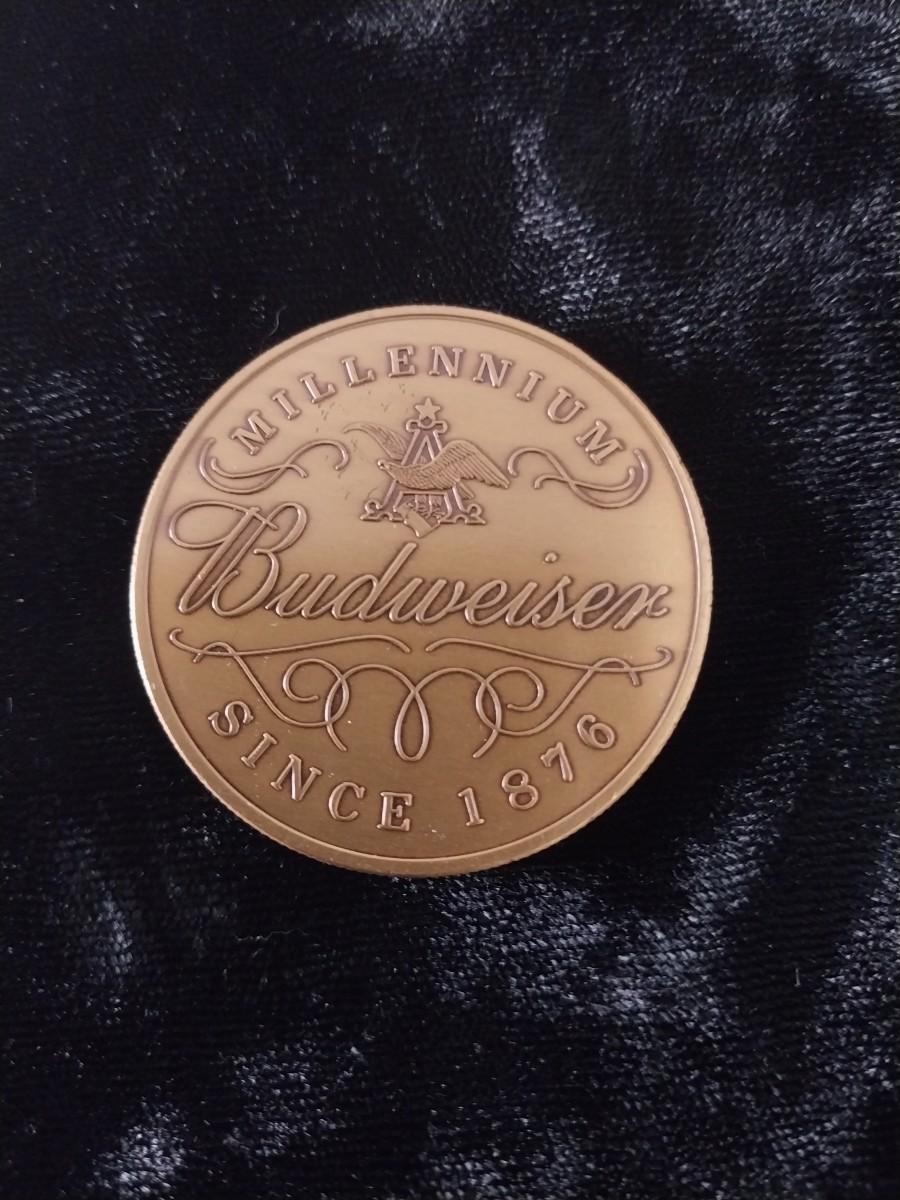 MILLENNIUM
A
Budweiser
SINCE 1876